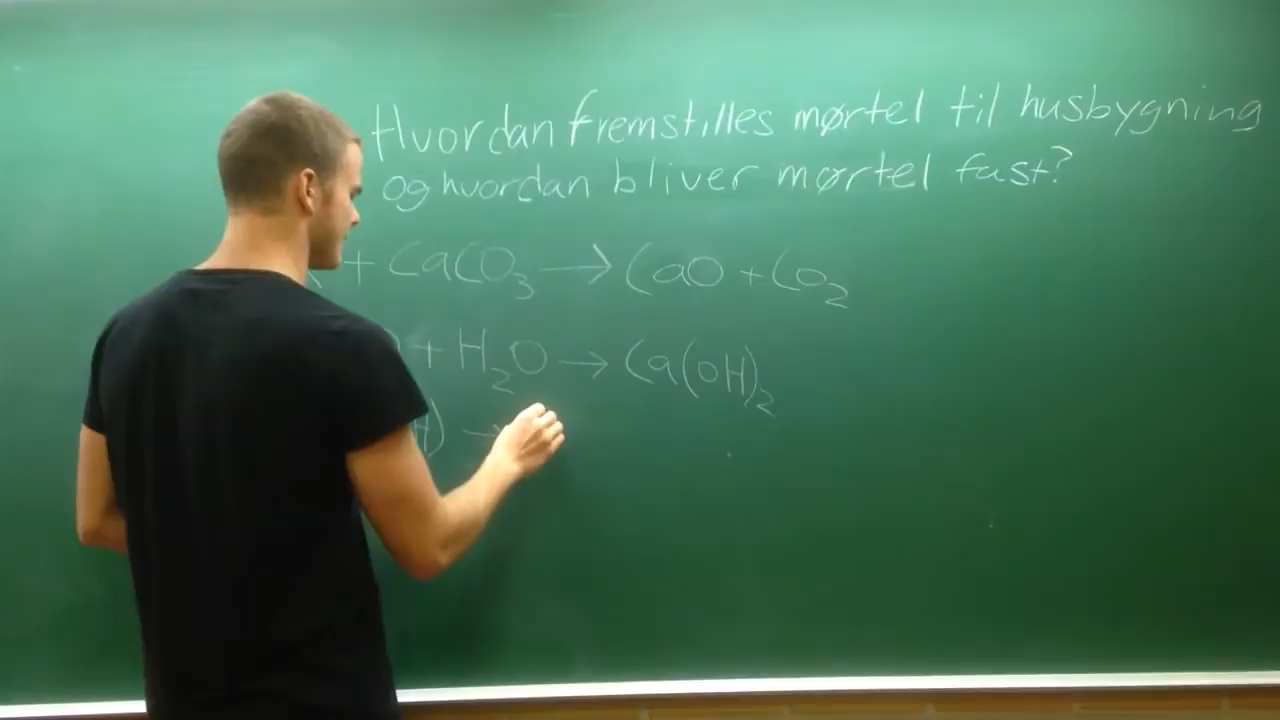 Hvordan fremstilles mørtel til husbygning
og hvordan bliver mørtel fast?
+ CaCO₃ → CaO + CO₂
+ H₂O → Ca(OH)₂
H) →